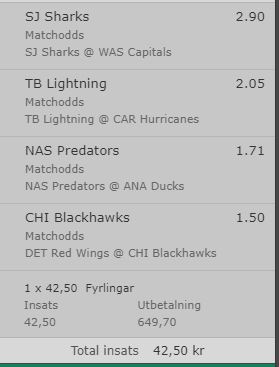 SJ Sharks 2.90
Matchodds
SJ Sharks @ WAS Capitals
TB Lightning 2.05
Matchodds
TB Lightning @ CAR Hurricanes
NAS Predators 1.71
Matchodds
NAS Predators @ ANA Ducks
CHI Blackhawks 1.50
Matchodds
DET Red Wings @ CHI Blackhawks
1 x 42,50 Fyrlingar
Insats Utbetalning
42,50 649,70
Total insats 42,50 kr